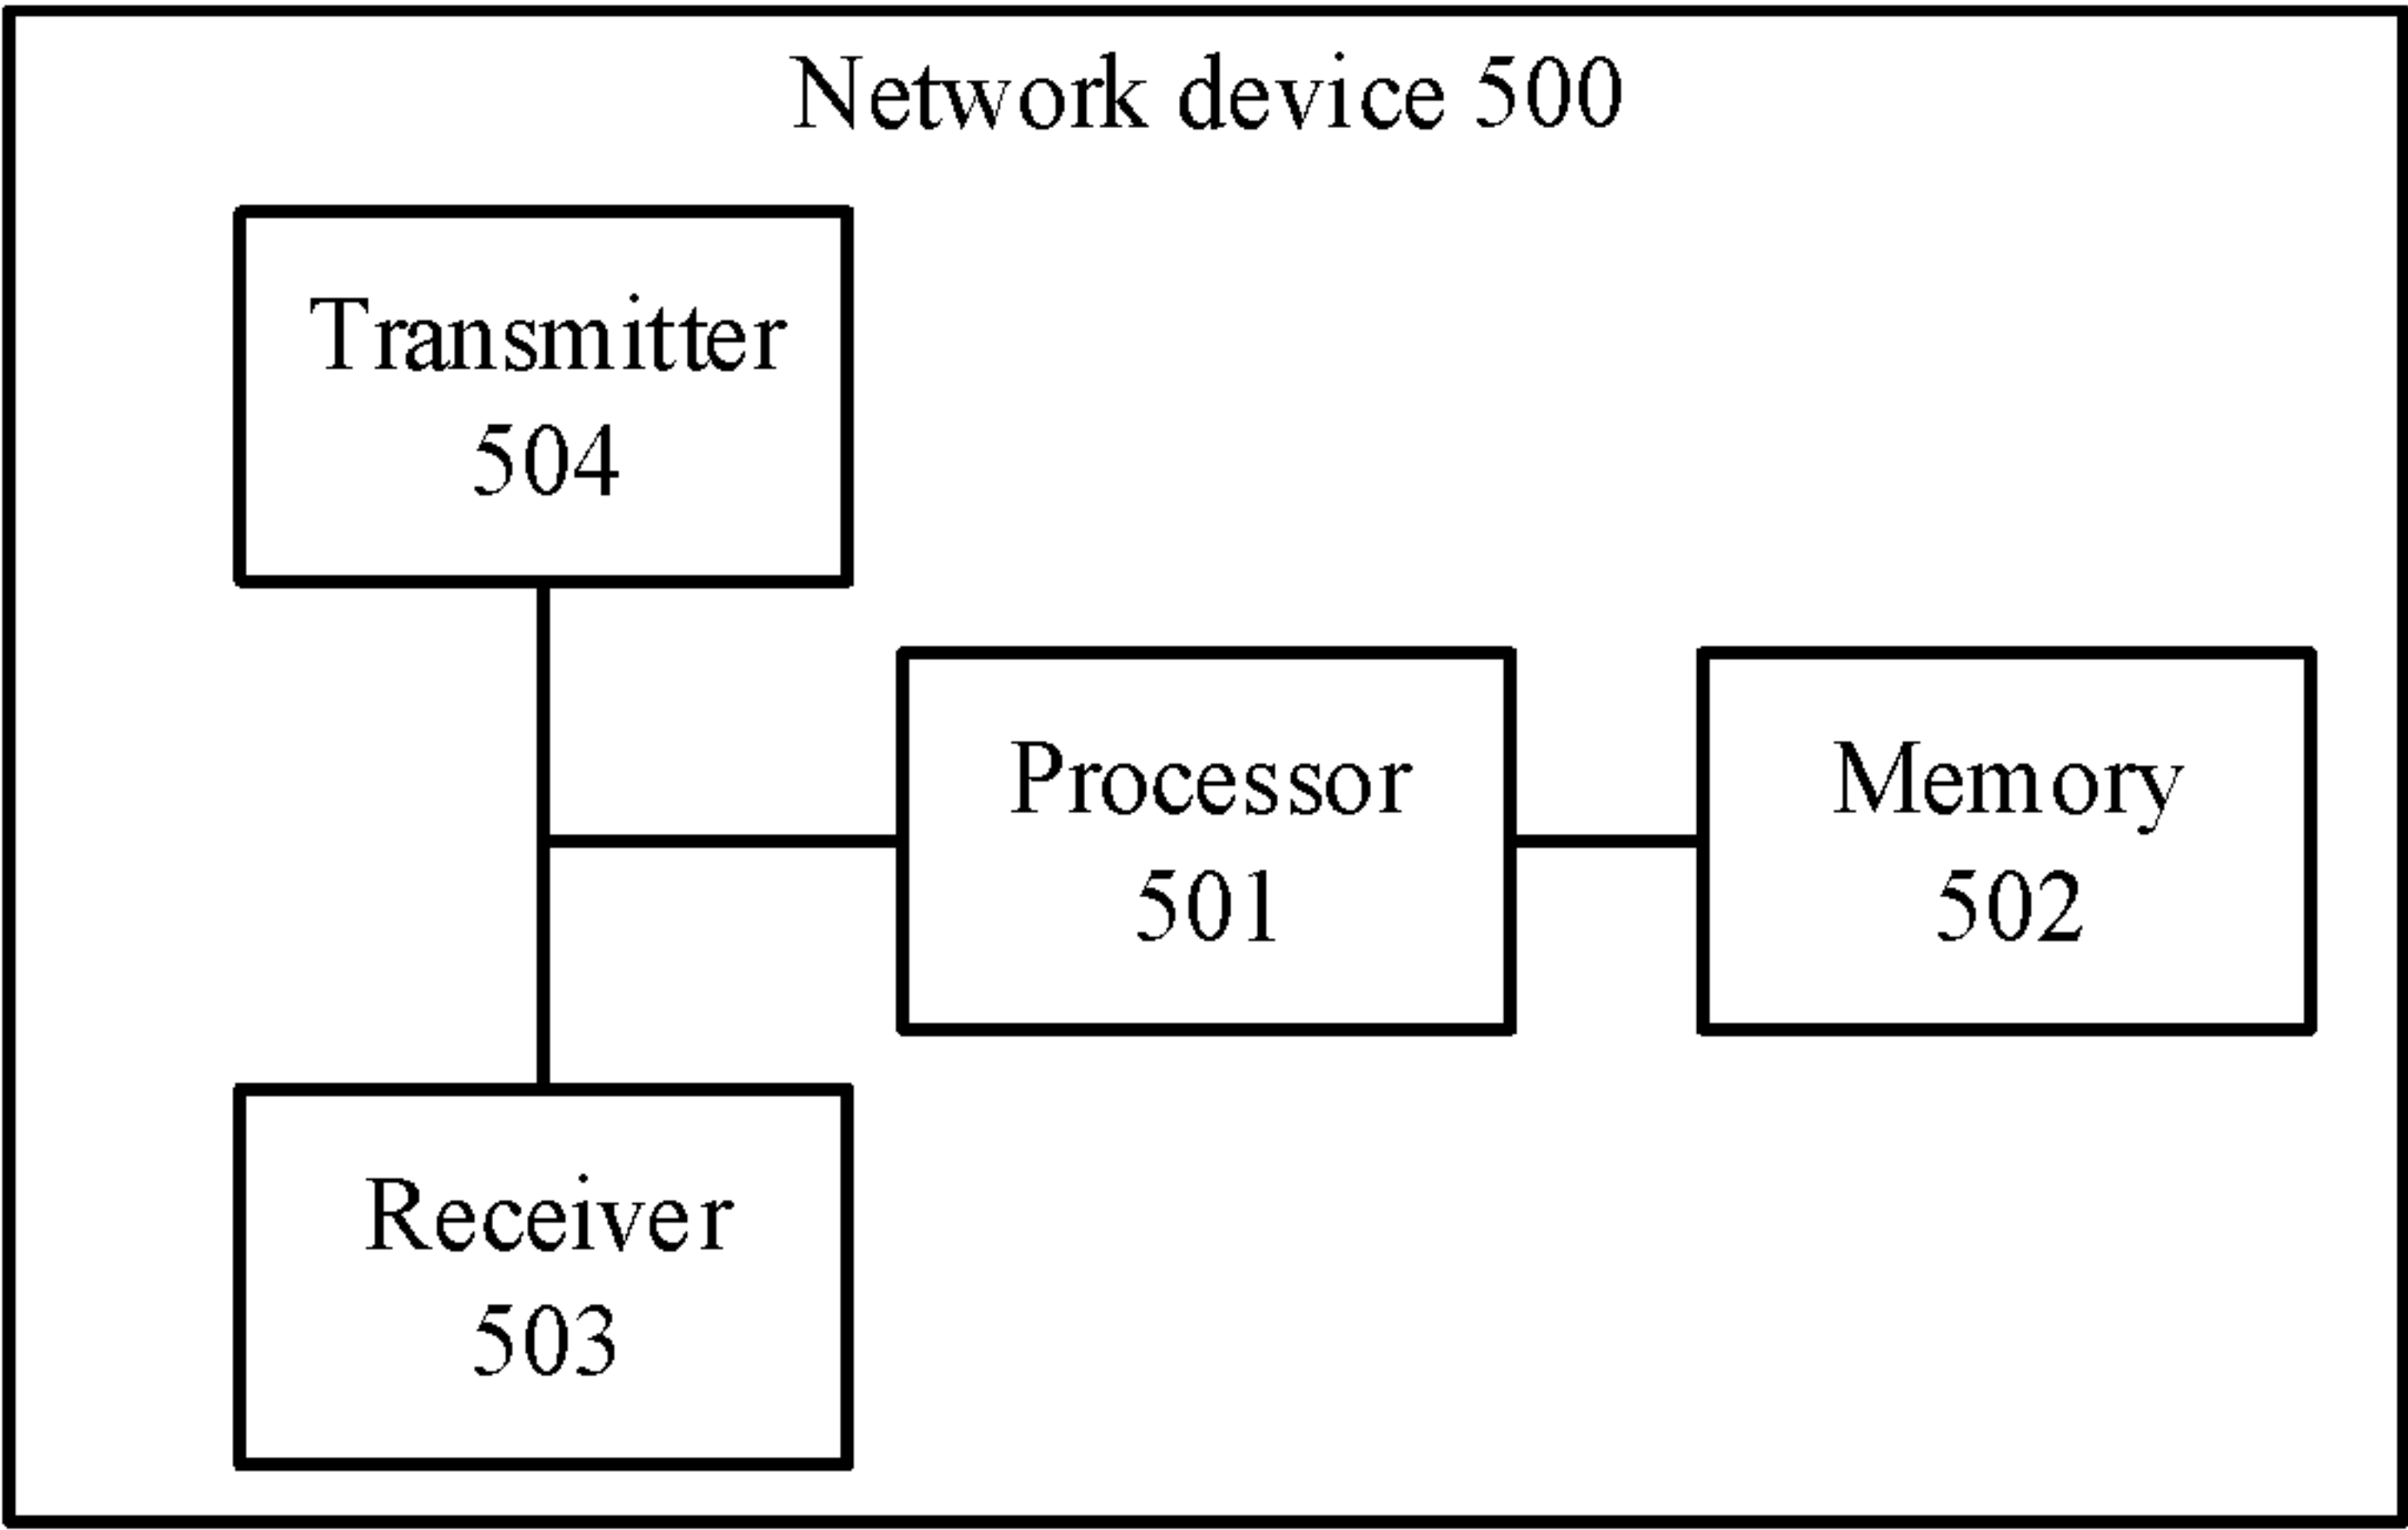 Network device 500
Transmitter
504
Processor
501
Memory
502
Receiver
503